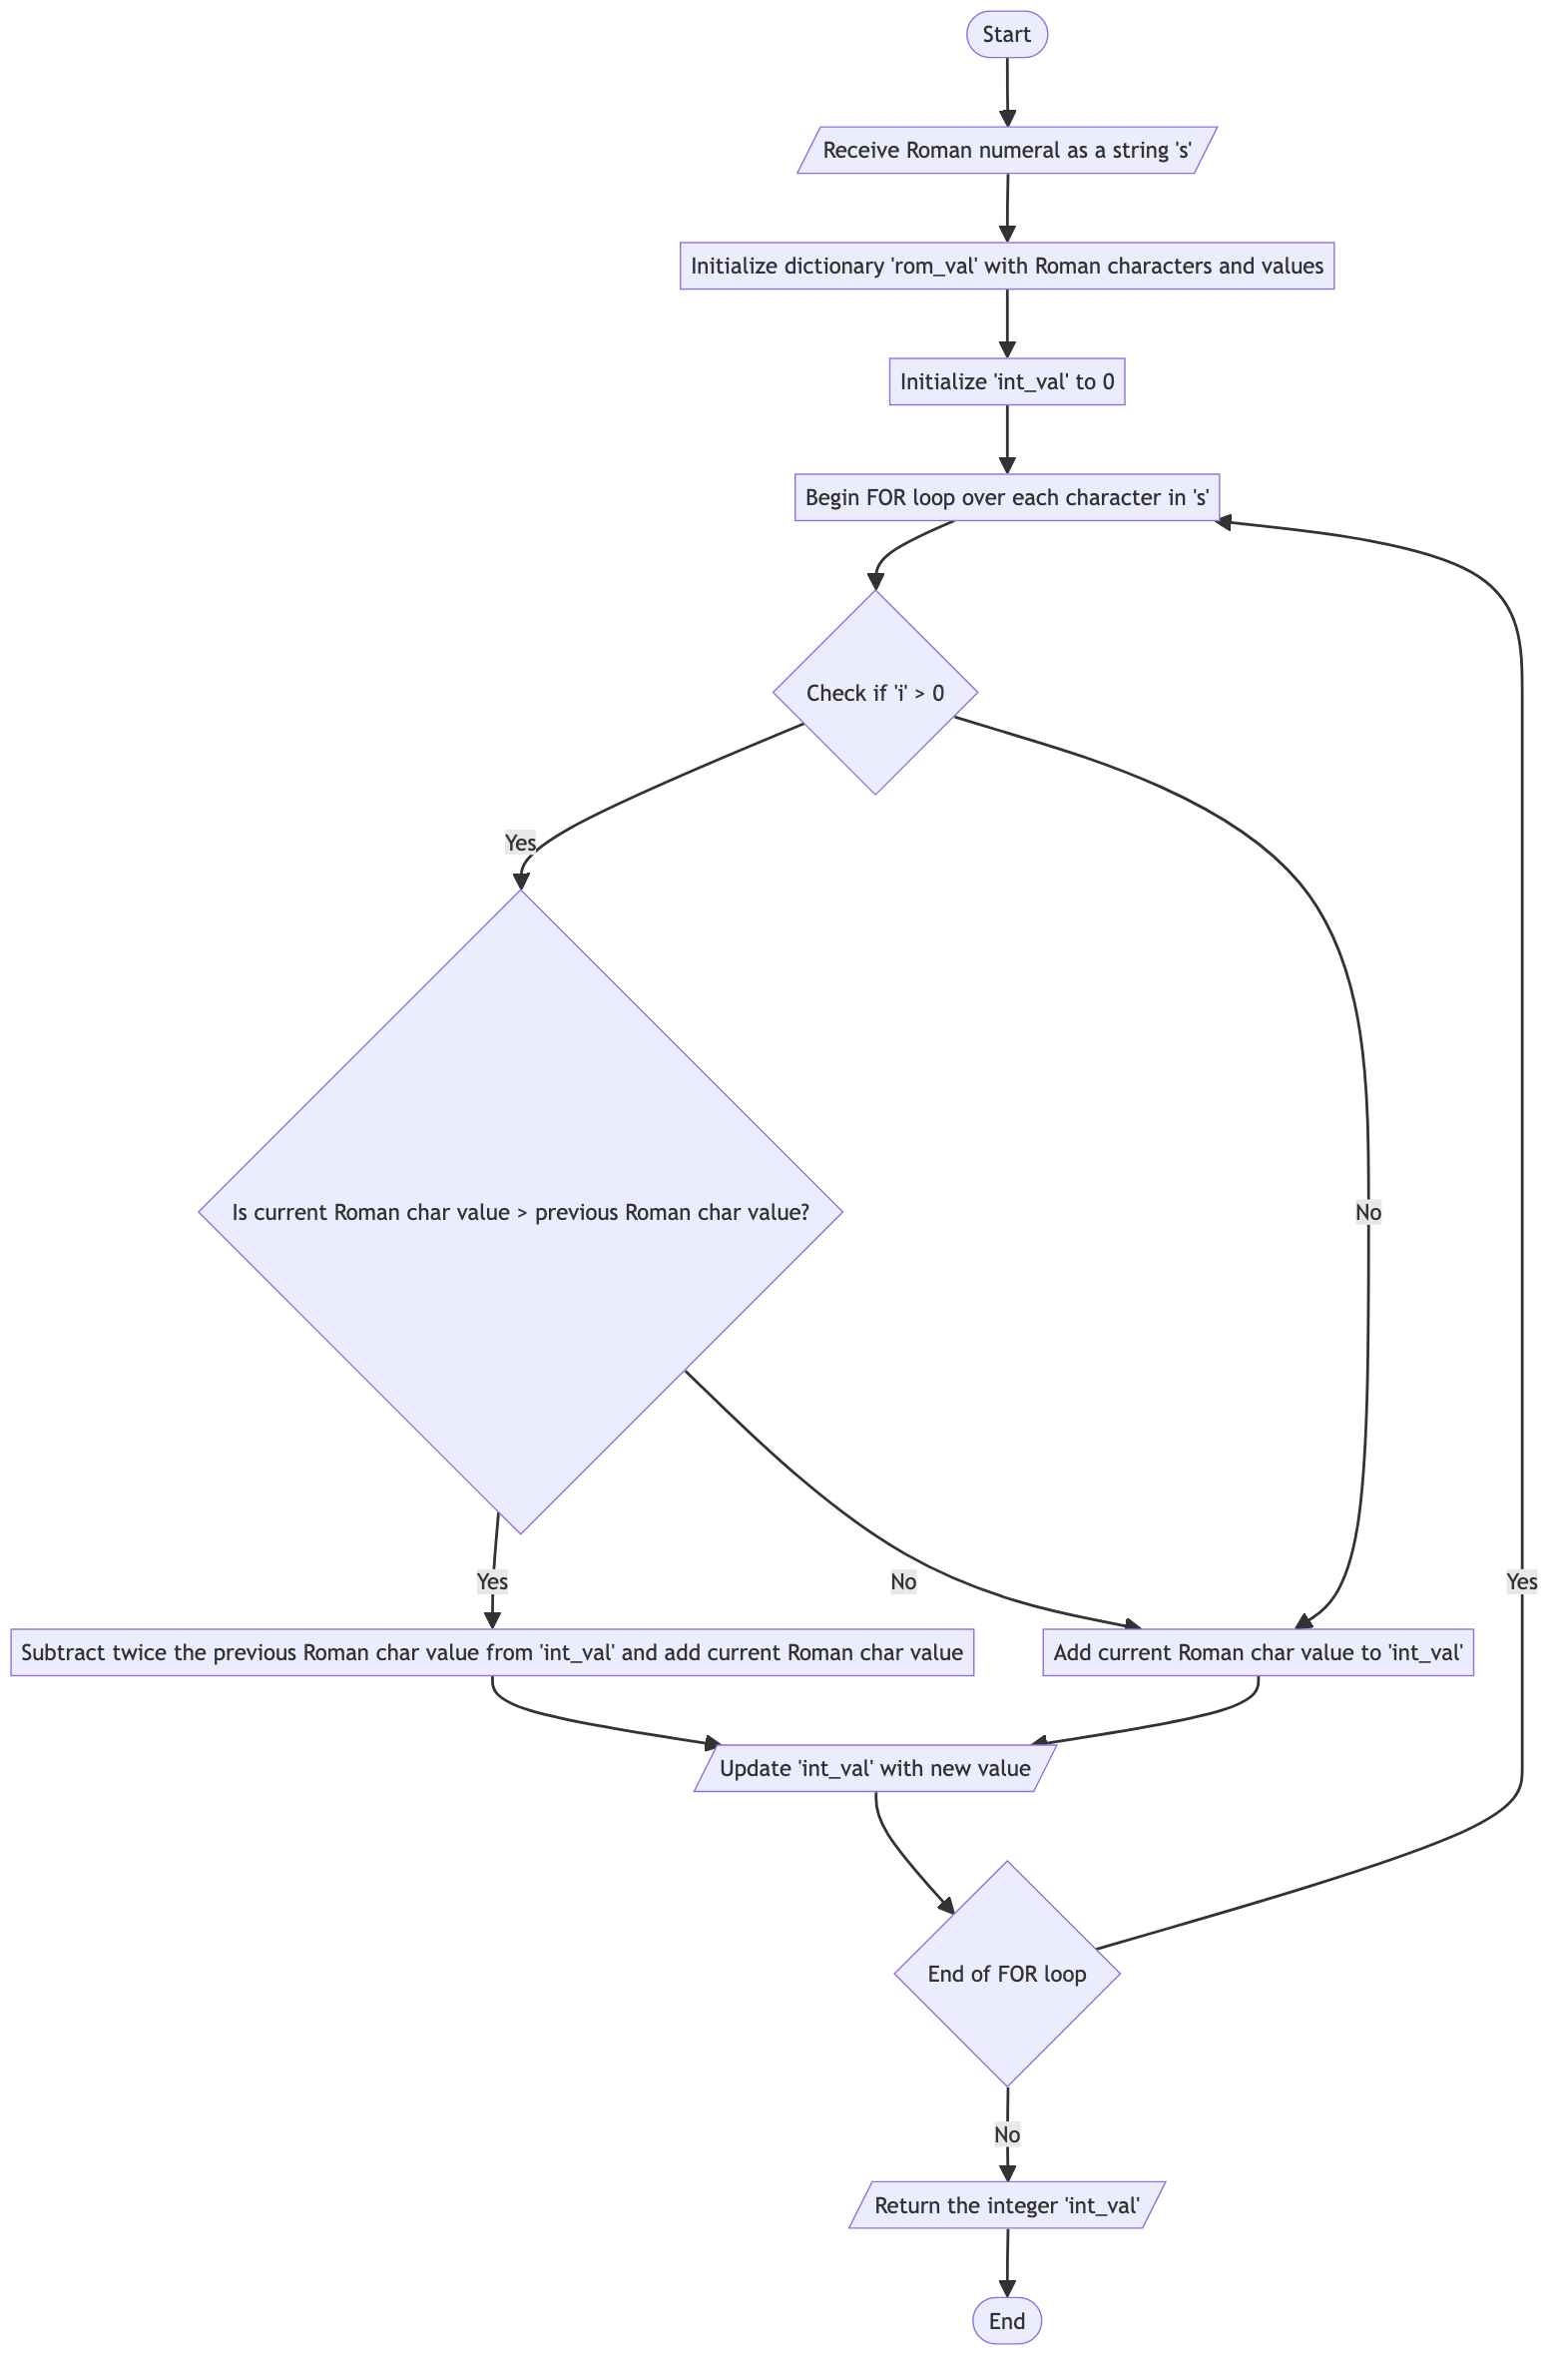 Start
Receive Roman numeral as a string 's'
Initialize dictionary 'rom_val' with Roman characters and values
Initialize 'int_val' to 0
Begin FOR loop over each character in 's'
Check if 'i' > 0
Yes
Is current Roman char value > previous Roman char value?
No
Yes
No
Yes
Subtract twice the previous Roman char value from 'int_val' and add current Roman char value
Add current Roman char value to 'int_val'
Update 'int_val' with new value
End of FOR loop
No
Return the integer 'int_val'
End